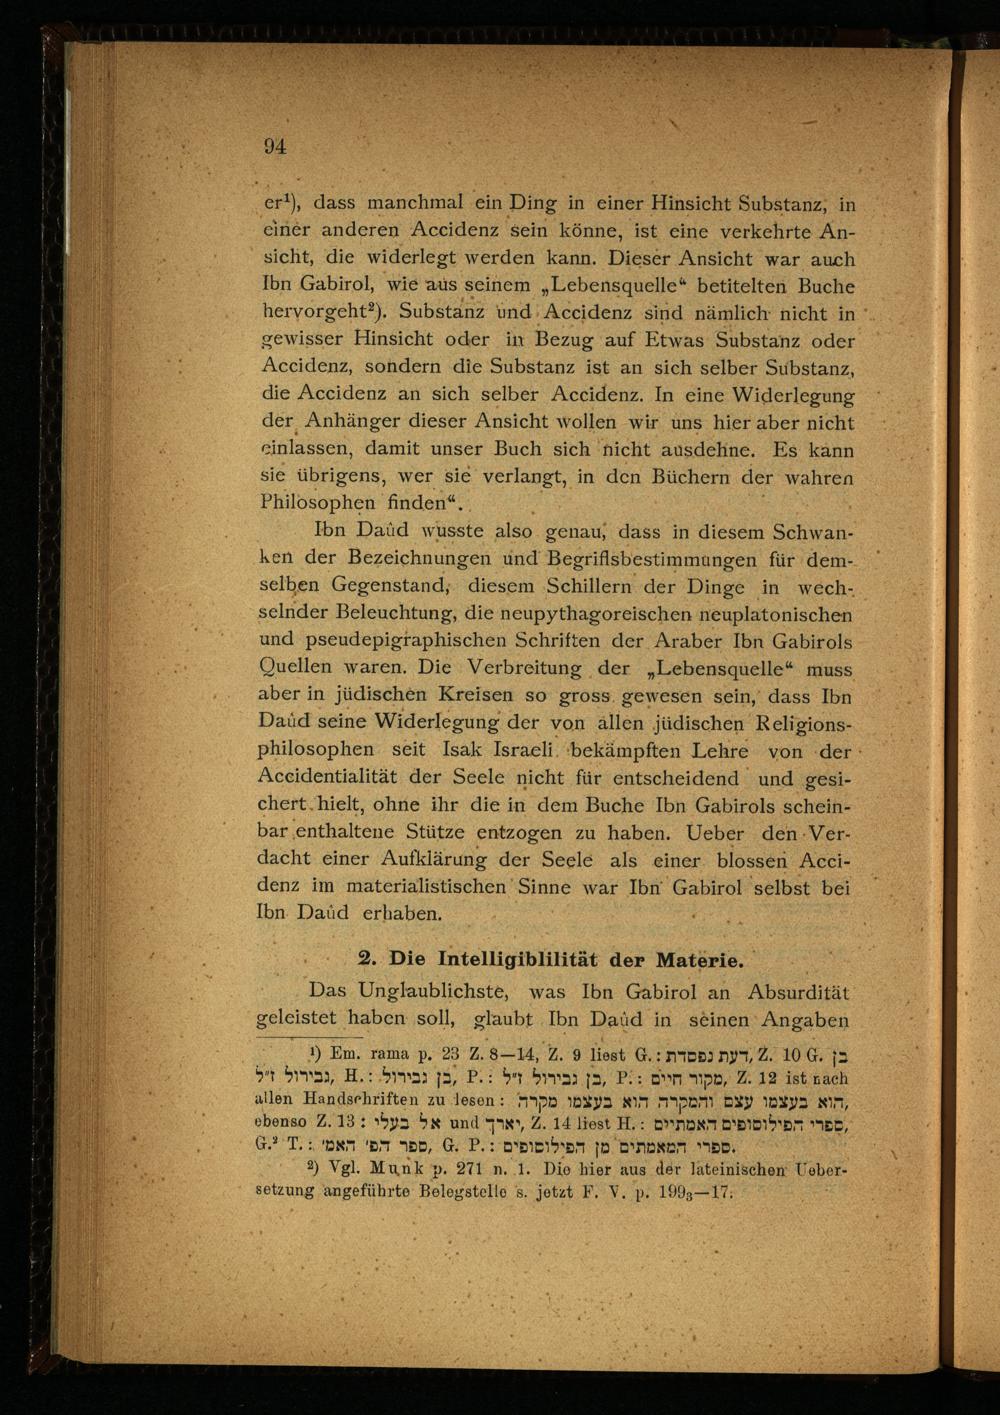 94
er¹), dass manchmal ein Ding in einer Hinsicht Substanz, in
einer anderen Accidenz sein könne, ist eine verkehrte An-
sicht, die widerlegt werden kann. Dieser Ansicht war auch
Ibn Gabirol, wie aus seinem „Lebensquelle“ betitelten Buche
hervorgeht²). Substanz und Accidenz sind nämlich nicht in
gewisser Hinsicht oder in Bezug auf Etwas Substanz oder
Accidenz, sondern die Substanz ist an sich selber Substanz,
die Accidenz an sich selber Accidenz. In eine Widerlegung
der Anhänger dieser Ansicht wollen wir uns hier aber nicht
einlassen, damit unser Buch sich nicht ausdehne. Es kann
sie übrigens, wer sie verlangt, in den Büchern der wahren
Philosophen finden“.
Ibn Daûd wusste also genau, dass in diesem Schwan-
ken der Bezeichnungen und Begriffsbestimmungen für dem-
selben Gegenstand, diesem Schillern der Dinge in wech-
selnder Beleuchtung, die neupythagoreischen neuplatonischen
und pseudepigraphischen Schriften der Araber Ibn Gabirols
Quellen waren. Die Verbreitung der „Lebensquelle“ muss
aber in jüdischen Kreisen so gross gewesen sein, dass Ibn
Daûd seine Widerlegung der von allen jüdischen Religions-
philosophen seit Isak Israeli bekämpften Lehre von der
Accidentialität der Seele nicht für entscheidend und gesi-
chert hielt, ohne ihr die in dem Buche Ibn Gabirols schein-
bar enthaltene Stütze entzogen zu haben. Ueber den Ver-
dacht einer Aufklärung der Seele als einer blossen Acci-
denz im materialistischen Sinne war Ibn Gabirol selbst bei
Ibn Daûd erhaben.
2. Die Intelligiblilität der Materie.
Das Unglaublichste, was Ibn Gabirol an Absurdität
geleistet haben soll, glaubt Ibn Daûd in seinen Angaben
¹) Em. rama p. 23 Z. 8—14, Z. 9 liest G.: דעת נפסדת, Z. 10 G. בן
גבירול ז"ל, H.: בן גבירול, P.: בן גבירול ז"ל, P.: מקור חיים, Z. 12 ist nach
allen Handschriften zu lesen: הוא בעצמו עצם והמקרה הוא בעצמו מקרה,
ebenso Z. 13: אל בעלי und יארך, Z. 14 liest H.: ספרי הפילוסופים האמתיים,
G.² T.: ספר הפ' האמ', G. P.: ספרי המאמתים מן הפילוסופים.
²) Vgl. Munk p. 271 n. 1. Die hier aus der lateinischen Ueber-
setzung angeführte Belegstelle s. jetzt F. V. p. 199₃—17.